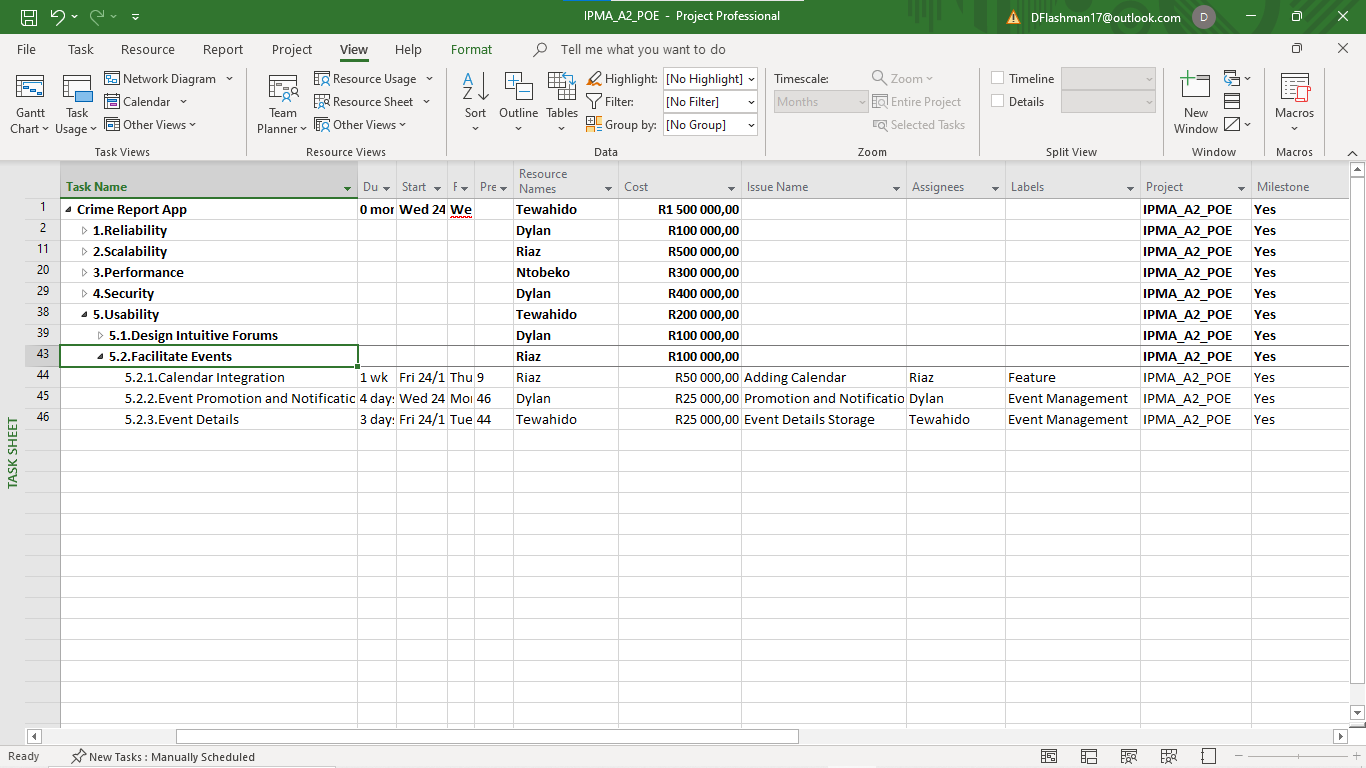 IPMA_A2_POE - Project Professional
DFlashman17@outlook.com D
File Task Resource Report Project View Help Format Tell me what you want to do
Gantt Chart
Task Usage
Network Diagram
Calendar
Other Views
Task Views
Team Planner
Resource Usage
Resource Sheet
Other Views
Resource Views
Sort
Outline
Tables
Highlight: [No Highlight]
Filter: [No Filter]
Group by: [No Group]
Data
Timescale:
Months
Zoom
Entire Project
Selected Tasks
Zoom
Timeline
Details
Split View
New Window
Window
Macros
Macros
Task Name Du Start F Pre Resource Names Cost Issue Name Assignees Labels Project Milestone
1 Crime Report App 0 mor Wed 24 We Tewahido R1 500 000,00 IPMA_A2_POE Yes
2 1.Reliability Dylan R100 000,00 IPMA_A2_POE Yes
11 2.Scalability Riaz R500 000,00 IPMA_A2_POE Yes
20 3.Performance Ntobeko R300 000,00 IPMA_A2_POE Yes
29 4.Security Dylan R400 000,00 IPMA_A2_POE Yes
38 5.Usability Tewahido R200 000,00 IPMA_A2_POE Yes
39 5.1.Design Intuitive Forums Dylan R100 000,00 IPMA_A2_POE Yes
43 5.2.Facilitate Events Riaz R100 000,00 IPMA_A2_POE Yes
44 5.2.1.Calendar Integration 1 wk Fri 24/1 Thu 9 Riaz R50 000,00 Adding Calendar Riaz Feature IPMA_A2_POE Yes
45 5.2.2.Event Promotion and Notificatic 4 days Wed 24 Mo 46 Dylan R25 000,00 Promotion and Notificatio Dylan Event Management IPMA_A2_POE Yes
46 5.2.3.Event Details 3 days Fri 24/1 Tue 44 Tewahido R25 000,00 Event Details Storage Tewahido Event Management IPMA_A2_POE Yes
TASK SHEET
Ready New Tasks : Manually Scheduled